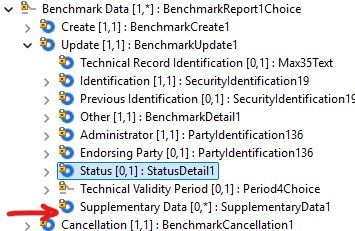 Benchmark Data [1,*] : BenchmarkReport1Choice
Create [1,1] : BenchmarkCreate1
Update [1,1] : BenchmarkUpdate1
Technical Record Identification [0,1] : Max35Text
Identification [1,1] : SecurityIdentification19
Previous Identification [0,*] : SecurityIdentification19
Other [1,1] : BenchmarkDetail1
Administrator [1,1] : PartyIdentification136
Endorsing Party [0,1] : PartyIdentification136
Status [0,1] : StatusDetail1
Technical Validity Period [0,1] : Period4Choice
Supplementary Data [0,*] : SupplementaryData1
Cancellation [1,1] : BenchmarkCancellation1